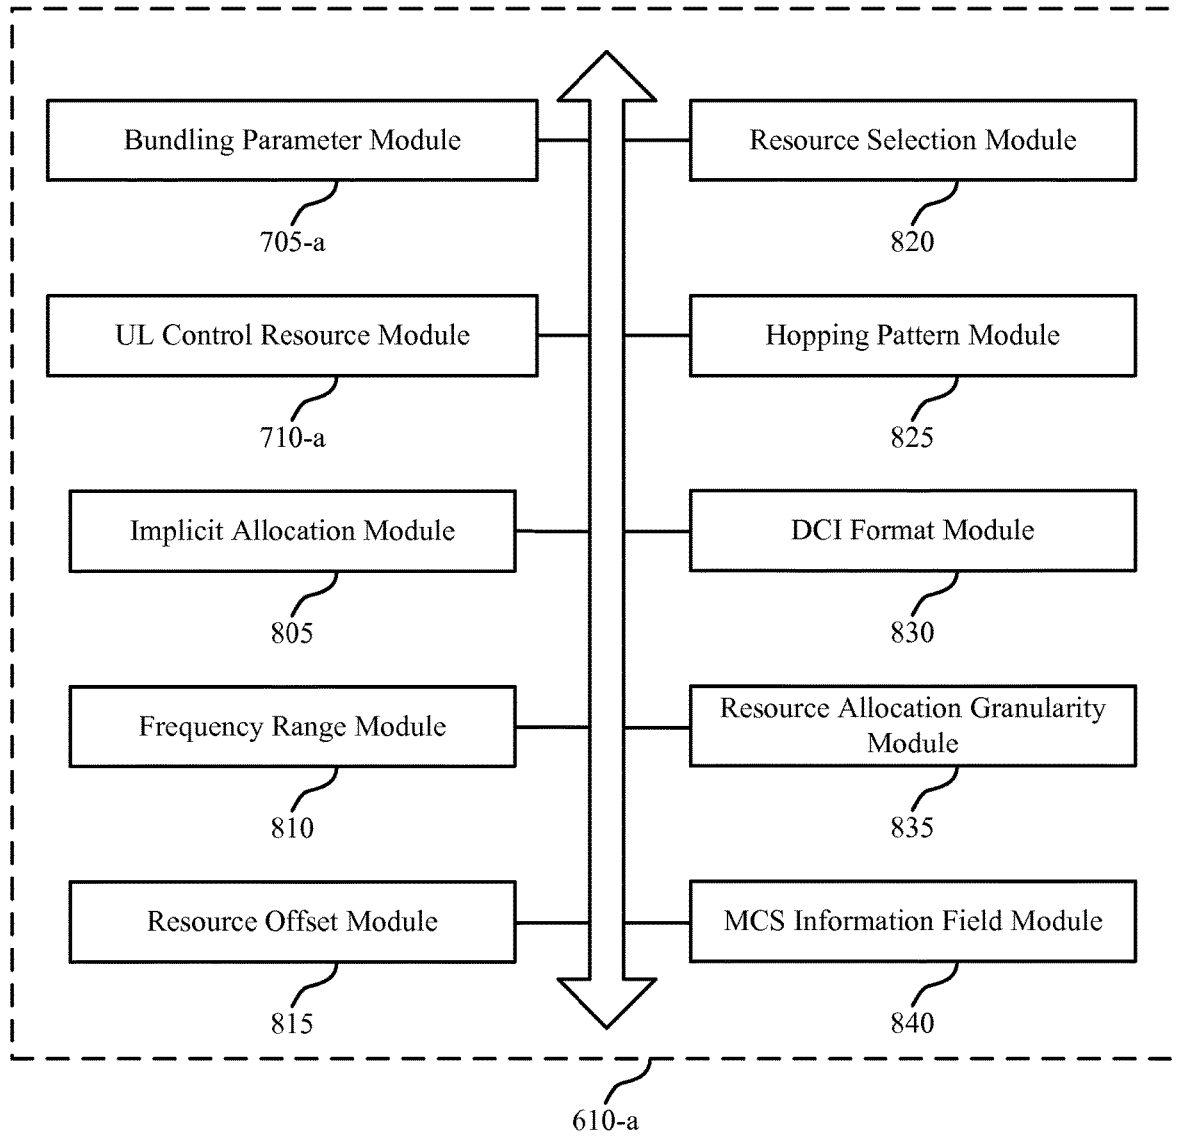 Bundling Parameter Module
705-a
UL Control Resource Module
710-a
Implicit Allocation Module
805
Frequency Range Module
810
Resource Offset Module
815
Resource Selection Module
820
Hopping Pattern Module
825
DCI Format Module
830
Resource Allocation Granularity
Module
835
MCS Information Field Module
840
610-a